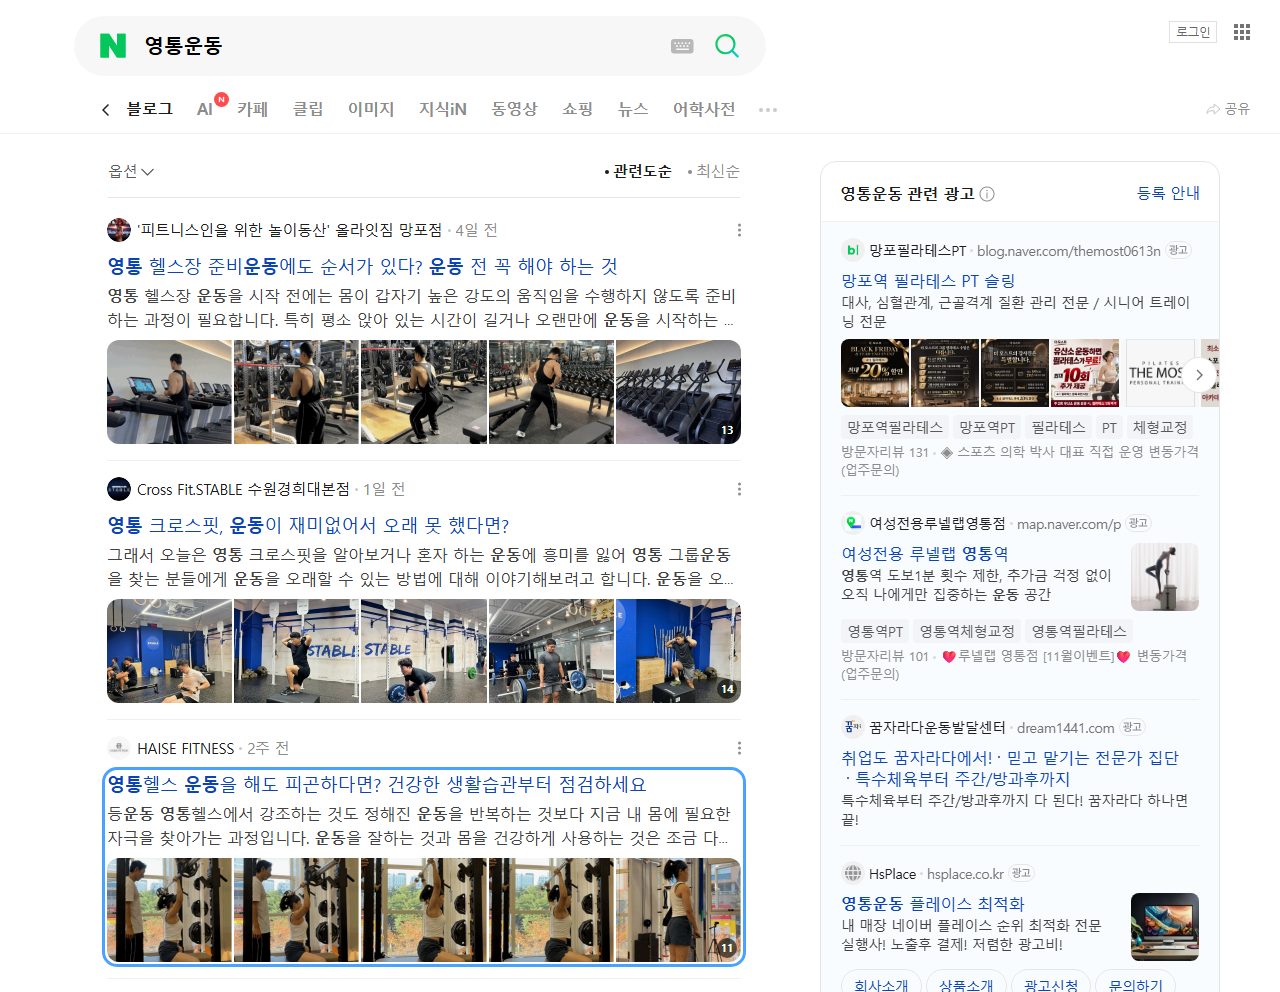 영통운동
로그인
블로그 AI N 카페 클립 이미지 지식iN 동영상 쇼핑 뉴스 어학사전
공유
옵션
관련도순 최신순
'피트니스인을 위한 놀이동산' 올라잇짐 망포점 · 4일 전
영통 헬스장 준비운동에도 순서가 있다? 운동 전 꼭 해야 하는 것
영통 헬스장 운동을 시작 전에는 몸이 갑자기 높은 강도의 움직임을 수행하지 않도록 준비
하는 과정이 필요합니다. 특히 평소 앉아 있는 시간이 길거나 오랜만에 운동을 시작하는 ...
13
Cross Fit.STABLE 수원경희대본점 · 1일 전
영통 크로스핏, 운동이 재미없어서 오래 못 했다면?
그래서 오늘은 영통 크로스핏을 알아보거나 혼자 하는 운동에 흥미를 잃어 영통 그룹운동
을 찾는 분들에게 운동을 오래할 수 있는 방법에 대해 이야기해보려고 합니다. 운동을 오...
STABLE
STABLE
14
HAISE FITNESS · 2주 전
영통헬스 운동을 해도 피곤하다면? 건강한 생활습관부터 점검하세요
등운동 영통헬스에서 강조하는 것도 정해진 운동을 반복하는 것보다 지금 내 몸에 필요한
자극을 찾아가는 과정입니다. 운동을 잘하는 것과 몸을 건강하게 사용하는 것은 조금 다...
11
영통운동 관련 광고
등록 안내
bl 망포필라테스PT · blog.naver.com/themost0613n 광고
망포역 필라테스 PT 슬링
대사, 심혈관계, 근골격계 질환 관리 전문 / 시니어 트레이
닝 전문
BLACK FRIDAY
20%
유산소 운동하면
필라테스가 무료!
10회
추가 제공
PILATES
THE MOS
PERSONAL TRAIN
망포역필라테스 망포역PT 필라테스 PT 체형교정
방문자리뷰 131 · ◈ 스포츠 의학 박사 대표 직접 운영 변동가격
(업주문의)
여성전용루넬랩영통점 · map.naver.com/p 광고
여성전용 루넬랩 영통역
영통역 도보1분 횟수 제한, 추가금 걱정 없이
오직 나에게만 집중하는 운동 공간
영통역PT 영통역체형교정 영통역필라테스
방문자리뷰 101 · 💗루넬랩 영통점 [11월이벤트]💗 변동가격
(업주문의)
꿈자라다운동발달센터 · dream1441.com 광고
취업도 꿈자라다에서! · 믿고 맡기는 전문가 집단
· 특수체육부터 주간/방과후까지
특수체육부터 주간/방과후까지 다 된다! 꿈자라다 하나면
끝!
HsPlace · hsplace.co.kr 광고
영통운동 플레이스 최적화
내 매장 네이버 플레이스 순위 최적화 전문
실행사! 노출후 결제! 저렴한 광고비!
회사소개 상품소개 광고신청 문의하기